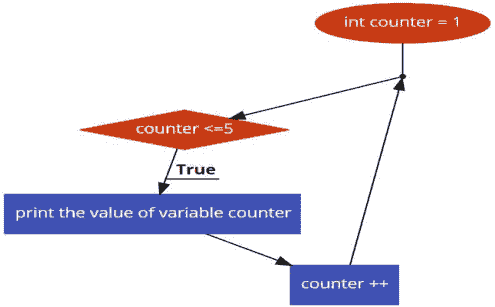 int counter = 1
counter <=5
True
print the value of variable counter
counter ++